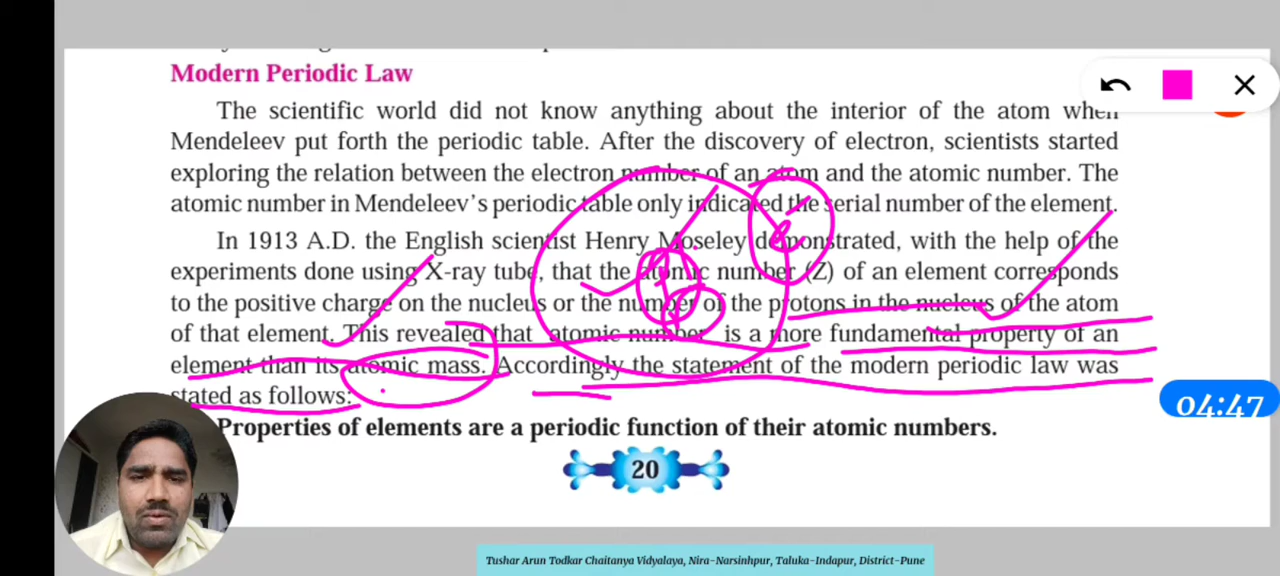 Modern Periodic Law
The scientific world did not know anything about the interior of the atom when
Mendeleev put forth the periodic table. After the discovery of electron, scientists started
exploring the relation between the electron number of an atom and the atomic number. The
atomic number in Mendeleev's periodic table only indicated the serial number of the element.
In 1913 A.D. the English scientist Henry Moseley demonstrated, with the help of the
experiments done using X-ray tube, that the atomic number (Z) of an element corresponds
to the positive charge on the nucleus or the number of the protons in the nucleus of the atom
of that element. This revealed that atomic number is a more fundamental property of an
element than its atomic mass. Accordingly the statement of the modern periodic law was
stated as follows:
Properties of elements are a periodic function of their atomic numbers.
20
04:47
Tushar Arun Todkar Chaitanya Vidyalaya, Nira-Narsinhpur, Taluka-Indapur, District-Pune